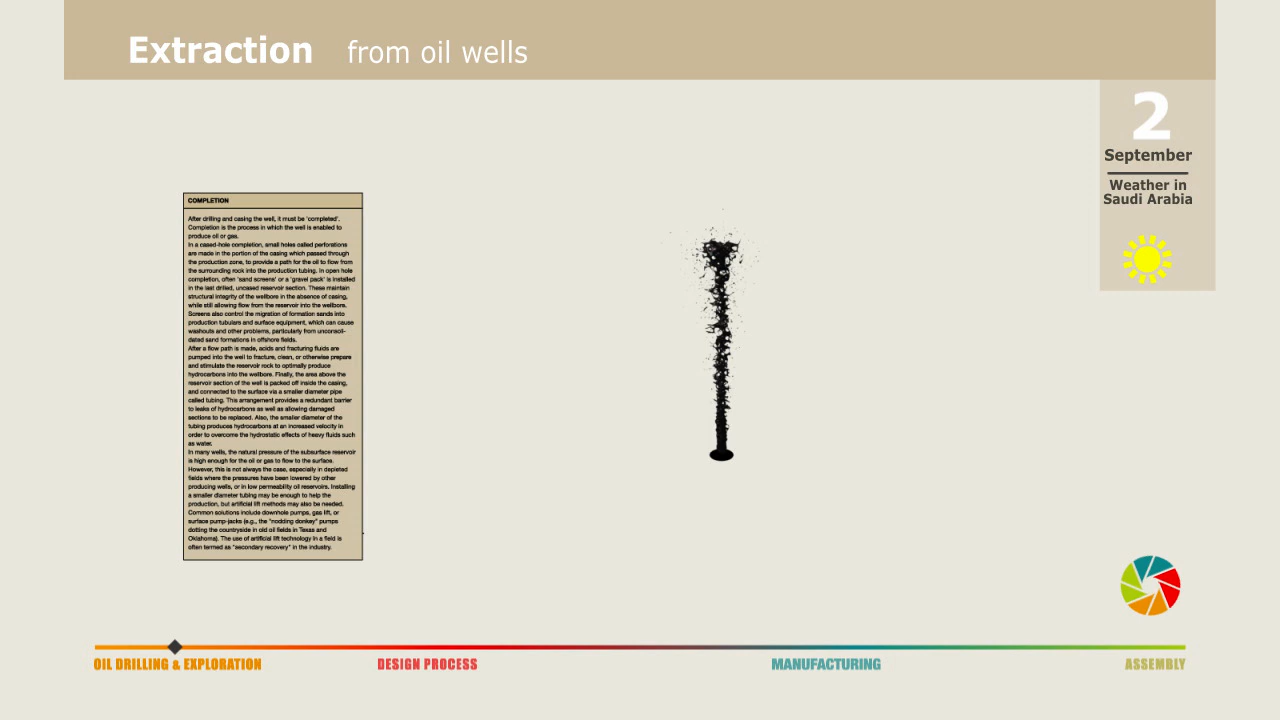 Extraction from oil wells
2
September
Weather in
Saudi Arabia
COMPLETION
After drilling and casing the well, it must be 'completed'.
Completion is the process in which the well is enabled to
produce oil or gas.
In a cased-hole completion, small holes called perforations
are made in the portion of the casing which passed through
the production zone, to provide a path for the oil to flow from
the surrounding rock into the production tubing. In open hole
completion, often 'sand screens' or a 'gravel pack' is installed
in the last drilled, uncased reservoir section. These maintain
structural integrity of the wellbore in the absence of casing,
while still allowing flow from the reservoir into the wellbore.
Screens also control the migration of formation sands into
production tubulars and surface equipment, which can cause
washouts and other problems, particularly from unconsoli-
dated sand formations in offshore fields.
After a flow path is made, acids and fracturing fluids are
pumped into the well to fracture, clean, or otherwise prepare
and stimulate the reservoir rock to optimally produce
hydrocarbons into the wellbore. Finally, the area above the
reservoir section of the well is packed off inside the casing,
and connected to the surface via a smaller diameter pipe
called tubing. This arrangement provides a redundant barrier
to leaks of hydrocarbons as well as allowing damaged
sections to be replaced. Also, the smaller diameter of the
tubing produces hydrocarbons at an increased velocity in
order to overcome the hydrostatic effects of heavy fluids such
as water.
In many wells, the natural pressure of the subsurface reservoir
is high enough for the oil or gas to flow to the surface.
However, this is not always the case, especially in depleted
fields where the pressures have been lowered by other
producing wells, or in low permeability oil reservoirs. Installing
a smaller diameter tubing may be enough to help the
production, but artificial lift methods may also be needed.
Common solutions include downhole pumps, gas lift, or
surface pump-jacks (e.g., the "nodding donkey" pumps
dotting the countryside in old oil fields in Texas and
Oklahoma). The use of artificial lift technology in a field is
often termed as "secondary recovery" in the industry.
OIL DRILLING & EXPLORATION
DESIGN PROCESS
MANUFACTURING
ASSEMBLY